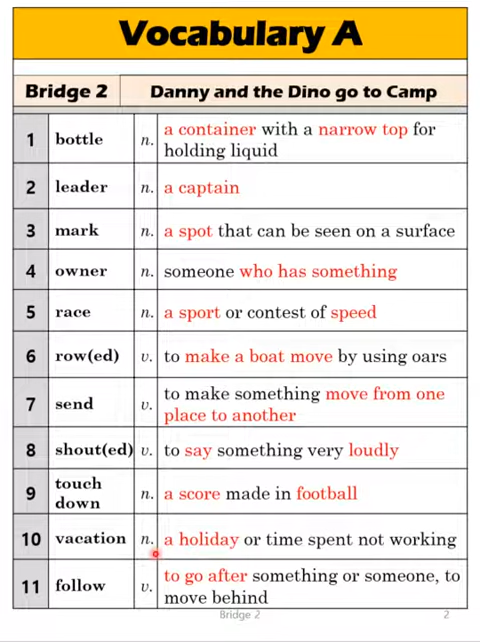 Vocabulary A
Bridge 2 Danny and the Dino go to Camp
1 bottle n. a container with a narrow top for
holding liquid
2 leader n. a captain
3 mark n. a spot that can be seen on a surface
4 owner n. someone who has something
5 race n. a sport or contest of speed
6 row(ed) v. to make a boat move by using oars
7 send v. to make something move from one
place to another
8 shout(ed) v. to say something very loudly
9 touch
down n. a score made in football
10 vacation n. a holiday or time spent not working
11 follow v. to go after something or someone, to
move behind
Bridge 2 2